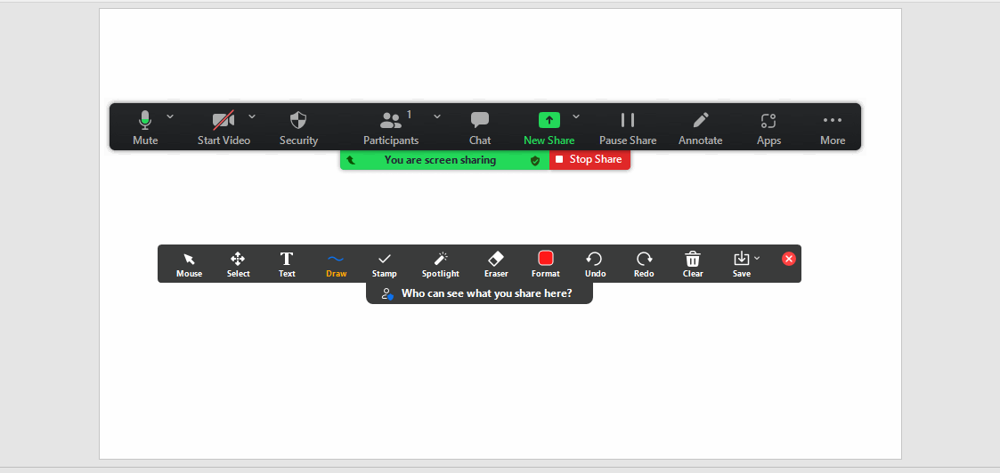 1
Mute Start Video Security Participants Chat New Share Pause Share Annotate Apps More
You are screen sharing Stop Share
Mouse Select Text Draw Stamp Spotlight Eraser Format Undo Redo Clear Save
Who can see what you share here?